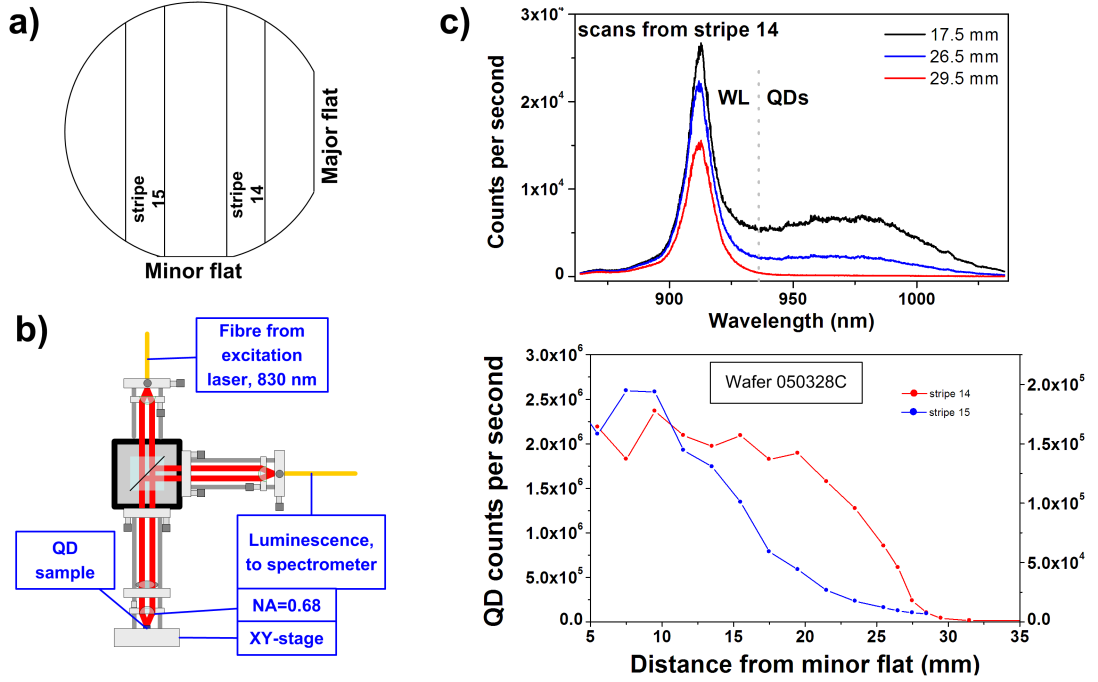 a)
stripe
15
stripe
14
Major flat
Minor flat
b)
Fibre from
excitation
laser, 830 nm
Luminescence,
to spectrometer
QD
sample
NA=0.68
XY-stage
c)
scans from stripe 14
17.5 mm
26.5 mm
29.5 mm
WL
QDs
Counts per second
3x10⁴
2x10⁴
1x10⁴
0
900
950
1000
Wavelength (nm)
Wafer 050328C
stripe 14
stripe 15
QD counts per second
3.0x10⁶
2.5x10⁶
2.0x10⁶
1.5x10⁶
1.0x10⁶
5.0x10⁵
0.0
2.0x10⁵
1.5x10⁵
1.0x10⁵
5.0x10⁴
0.0
5
10
15
20
25
30
35
Distance from minor flat (mm)